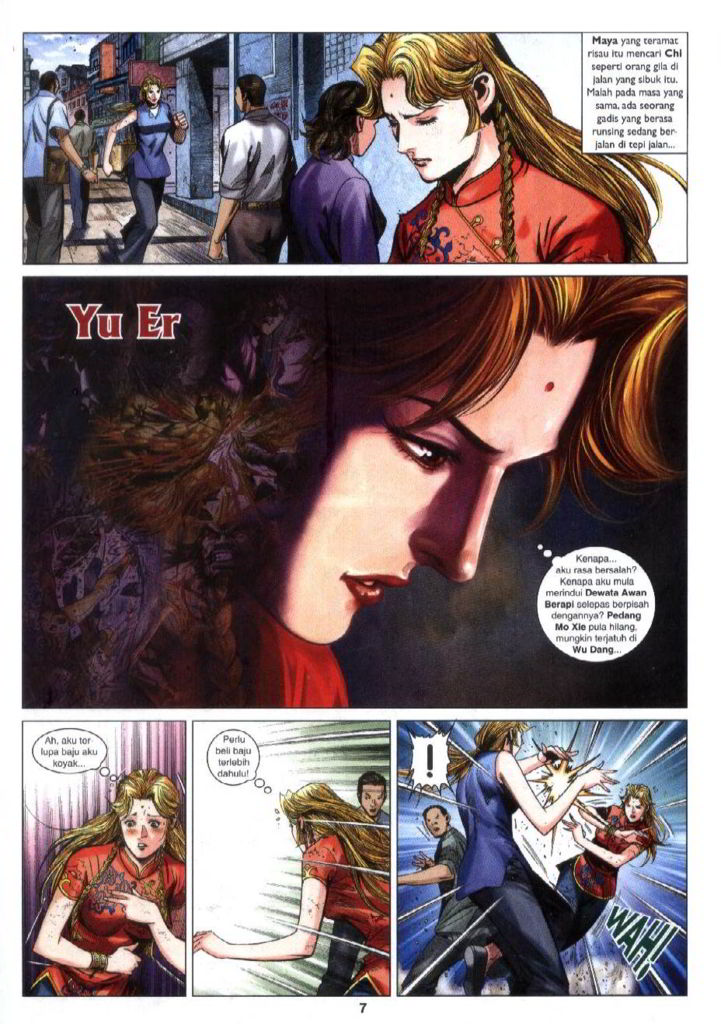 Maya yang teramat
risau itu mencari Chi
seperti orang gila di
jalan yang sibuk itu.
Malah pada masa yang
sama, ada seorang
gadis yang berasa
runsing sedang ber-
jalan di tepi jalan...
Yu Er
Kenapa...
aku rasa bersalah?
Kenapa aku mula
merindui Dewata Awan
Berapi selepas berpisah
dengannya? Pedang
Mo Xie pula hilang,
mungkin terjatuh di
Wu Dang...
Ah, aku ter-
lupa baju aku
koyak...
Perlu
beli baju
terlebih
dahulu!
!
WAH!
7